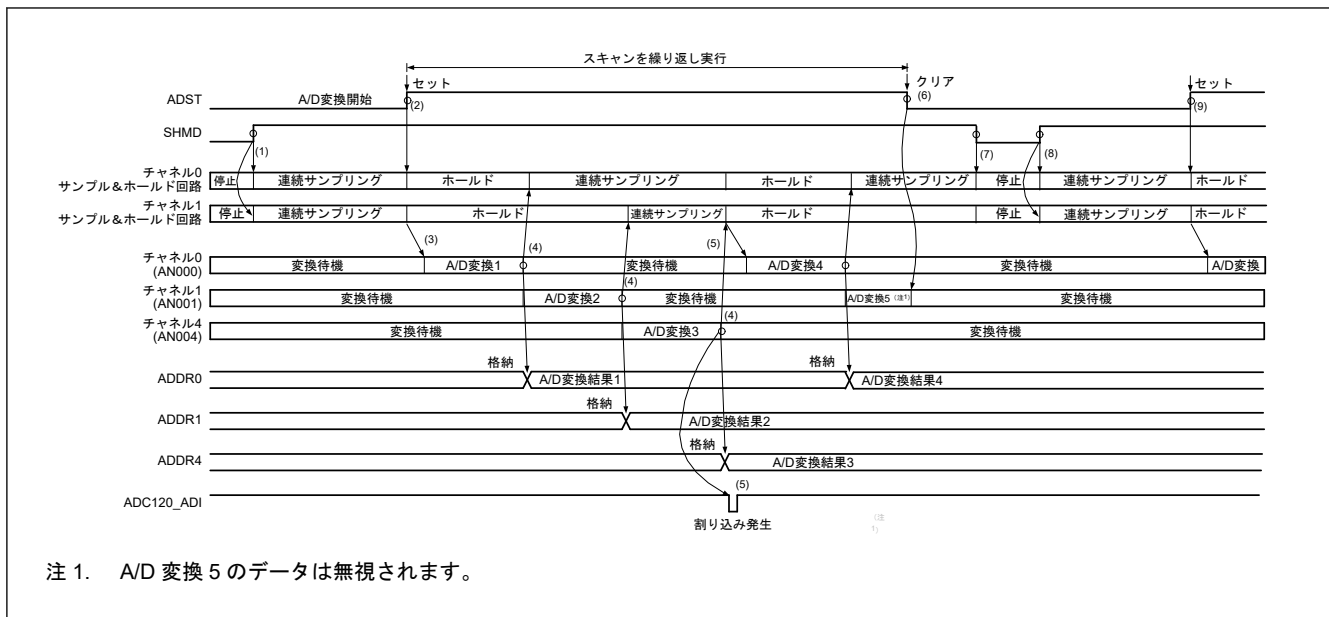 スキャンを繰り返し実行
ADST A/D変換開始 セット (2) クリア (6) セット (9)
SHMD (1) (7) (8)
チャネル0
サンプル&ホールド回路 停止 連続サンプリング ホールド 連続サンプリング ホールド 連続サンプリング 停止 連続サンプリング ホールド
チャネル1
サンプル&ホールド回路 停止 連続サンプリング ホールド 連続サンプリング ホールド 停止 連続サンプリング ホールド
(3) (4) (5)
チャネル0
(AN000) 変換待機 A/D変換1 変換待機 A/D変換4 変換待機 A/D変換
(4)
チャネル1
(AN001) 変換待機 A/D変換2 変換待機 A/D変換5 (注1) 変換待機
(4)
チャネル4
(AN004) 変換待機 A/D変換3 変換待機
格納
ADDR0 A/D変換結果1 A/D変換結果4
格納
ADDR1 A/D変換結果2
格納
ADDR4 A/D変換結果3
(5)
ADC120_ADI
割り込み発生 (注
1)
注 1. A/D 変換 5 のデータは無視されます。